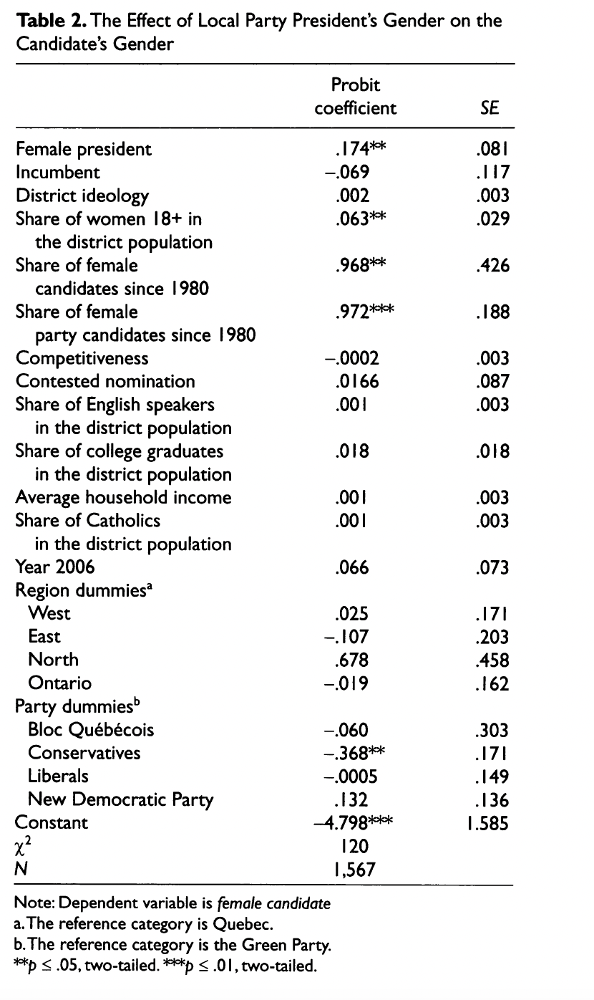 Table 2. The Effect of Local Party President’s Gender on the
Candidate’s Gender
Probit
coefficient SE
Female president .174** .081
Incumbent –.069 .117
District ideology .002 .003
Share of women 18+ in .063** .029
the district population
Share of female .968** .426
candidates since 1980
Share of female .972*** .188
party candidates since 1980
Competitiveness –.0002 .003
Contested nomination .0166 .087
Share of English speakers .001 .003
in the district population
Share of college graduates .018 .018
in the district population
Average household income .001 .003
Share of Catholics .001 .003
in the district population
Year 2006 .066 .073
Region dummiesᵃ
West .025 .171
East –.107 .203
North .678 .458
Ontario –.019 .162
Party dummiesᵇ
Bloc Québécois –.060 .303
Conservatives –.368** .171
Liberals –.0005 .149
New Democratic Party .132 .136
Constant –4.798*** 1.585
χ² 120
N 1,567
Note: Dependent variable is female candidate
a. The reference category is Quebec.
b. The reference category is the Green Party.
**p ≤ .05, two-tailed. ***p ≤ .01, two-tailed.